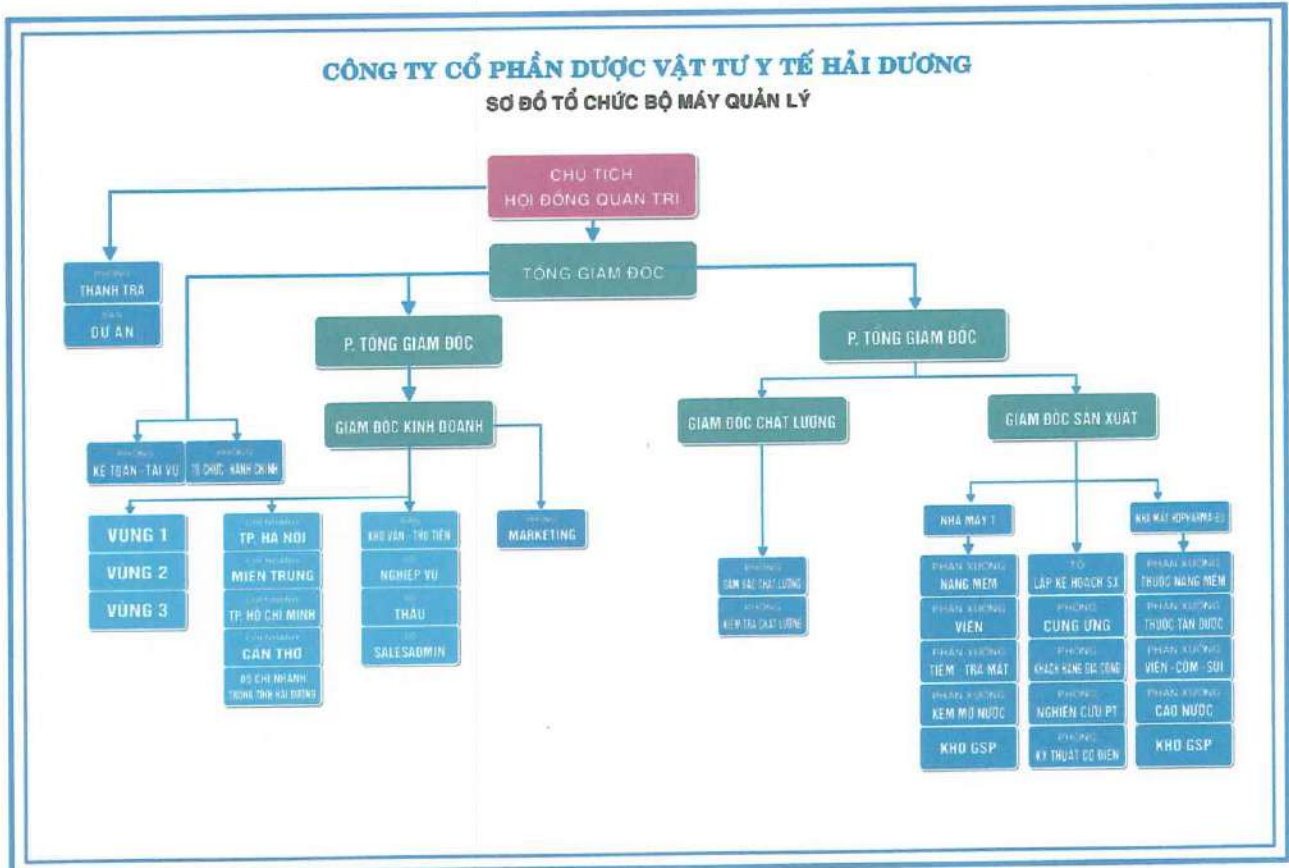 CÔNG TY CỔ PHẦN DƯỢC VẬT TƯ Y TẾ HẢI DƯƠNG
SƠ ĐỒ TỔ CHỨC BỘ MÁY QUẢN LÝ
CHỦ TỊCH
HỘI ĐỒNG QUẢN TRỊ
TỔNG GIÁM ĐỐC
PHÒNG
THANH TRA
BAN
DỰ ÁN
P. TỔNG GIÁM ĐỐC
P. TỔNG GIÁM ĐỐC
GIÁM ĐỐC KINH DOANH
GIÁM ĐỐC CHẤT LƯỢNG
GIÁM ĐỐC SẢN XUẤT
PHÒNG
KẾ TOÁN - TÀI VỤ
PHÒNG
TỔ CHỨC - HÀNH CHÍNH
VÙNG 1
VÙNG 2
VÙNG 3
CHI NHÁNH
TP. HÀ NỘI
CHI NHÁNH
MIỀN TRUNG
CHI NHÁNH
TP. HỒ CHÍ MINH
CHI NHÁNH
CẦN THƠ
05 CHI NHÁNH
TRONG TỈNH HẢI DƯƠNG
KHO VẬN - THU TIỀN
TỔ
NGHIỆP VỤ
TỔ
THẦU
TỔ
SALESADMIN
PHÒNG
MARKETING
PHÒNG
ĐẢM BẢO CHẤT LƯỢNG
PHÒNG
KIỂM TRA CHẤT LƯỢNG
NHÀ MÁY 1
PHÂN XƯỞNG
NANG MỀM
PHÂN XƯỞNG
VIÊN
PHÂN XƯỞNG
TIÊM - TRA MẮT
PHÂN XƯỞNG
KEM MỠ NƯỚC
KHO GSP
TỔ
LẬP KẾ HOẠCH SX
PHÒNG
CUNG ỨNG
PHÒNG
KHÁCH HÀNG GIA CÔNG
PHÒNG
NGHIÊN CỨU PT
PHÒNG
KỸ THUẬT CƠ ĐIỆN
NHÀ MÁY HDPHARMA-EU
PHÂN XƯỞNG
THUỐC NANG MỀM
PHÂN XƯỞNG
THUỐC TÂN DƯỢC
PHÂN XƯỞNG
VIÊN - CỐM - SỦI
PHÂN XƯỞNG
CAO NƯỚC
KHO GSP